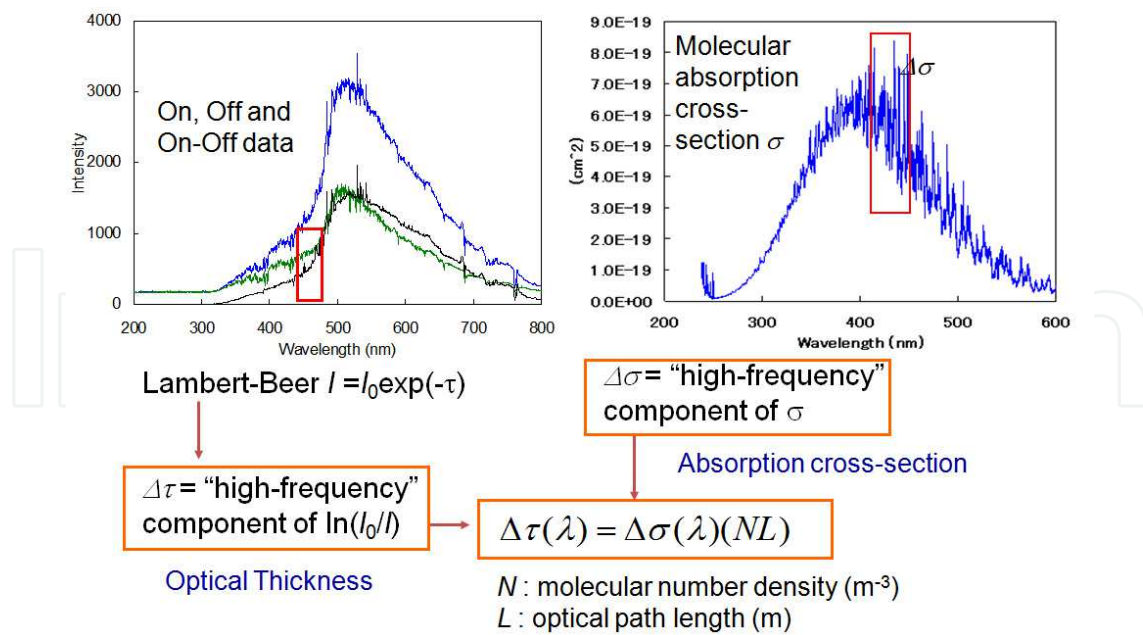 4000
3000
2000
1000
0
Intensity
On, Off and
On-Off data
200 300 400 500 600 700 800
Wavelength (nm)
9.0E-19
8.0E-19
7.0E-19
6.0E-19
5.0E-19
4.0E-19
3.0E-19
2.0E-19
1.0E-19
0.0E+00
(cm^2)
Molecular
absorption
cross-
section σ
Δσ
200 300 400 500 600
Wavelength (nm)
Lambert-Beer I =I₀exp(-τ)
Δσ= “high-frequency”
component of σ
Absorption cross-section
Δτ= “high-frequency”
component of ln(I₀/I)
Δτ(λ) = Δσ(λ)(NL)
Optical Thickness
N : molecular number density (m⁻³)
L : optical path length (m)